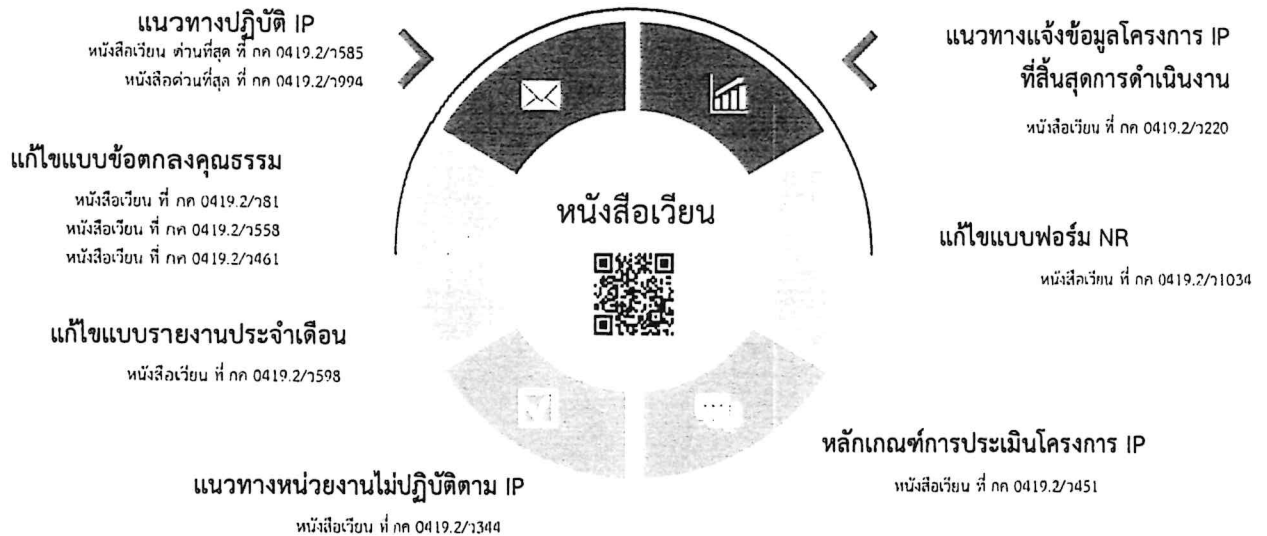 แนวทางปฏิบัติ IP
หนังสือเวียน ด่วนที่สุด ที่ กค 0419.2/ว585
หนังสือด่วนที่สุด ที่ กค 0419.2/ว994
แก้ไขแบบข้อตกลงคุณธรรม
หนังสือเวียน ที่ กค 0419.2/ว81
หนังสือเวียน ที่ กค 0419.2/ว558
หนังสือเวียน ที่ กค 0419.2/ว461
แก้ไขแบบรายงานประจำเดือน
หนังสือเวียน ที่ กค 0419.2/ว598
แนวทางหน่วยงานไม่ปฏิบัติตาม IP
หนังสือเวียน ที่ กค 0419.2/ว344
หนังสือเวียน
แนวทางแจ้งข้อมูลโครงการ IP
ที่สิ้นสุดการดำเนินงาน
หนังสือเวียน ที่ กค 0419.2/ว220
แก้ไขแบบฟอร์ม NR
หนังสือเวียน ที่ กค 0419.2/ว1034
หลักเกณฑ์การประเมินโครงการ IP
หนังสือเวียน ที่ กค 0419.2/ว451